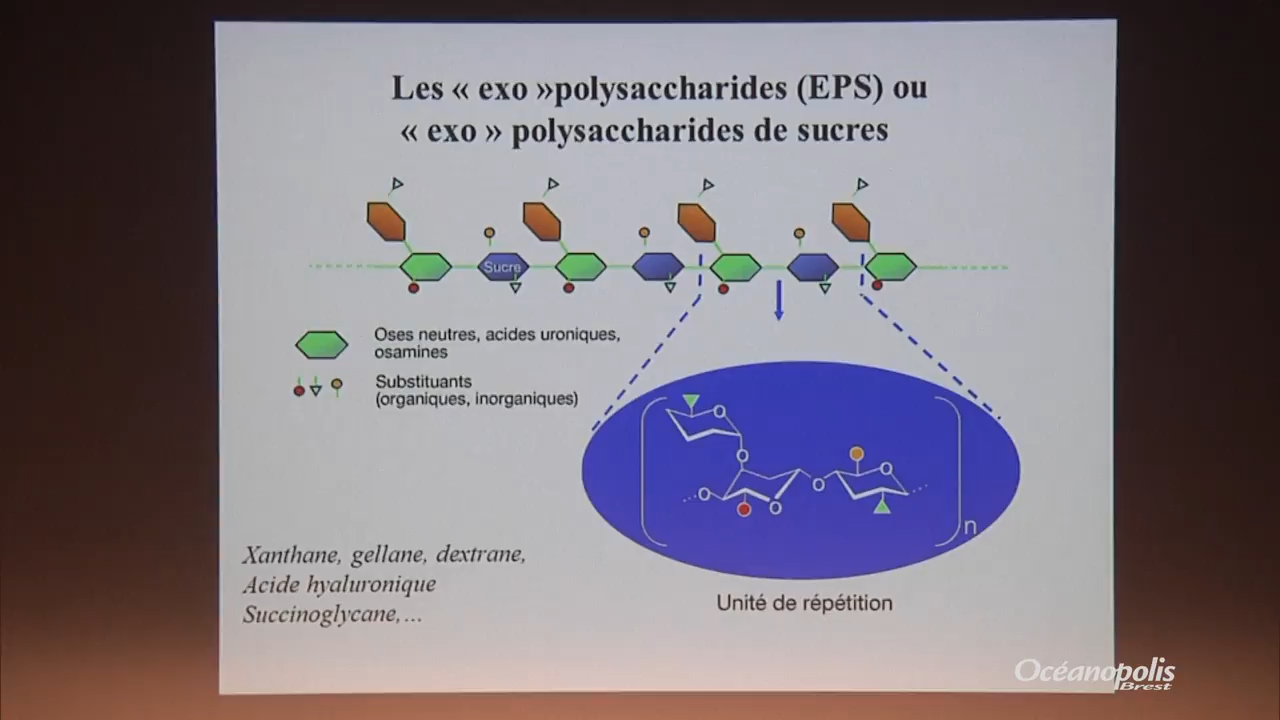 Les « exo »polysaccharides (EPS) ou
« exo » polysaccharides de sucres
Sucre
Oses neutres, acides uroniques,
osamines
Substituants
(organiques, inorganiques)
O
O
O
O
O
O
n
Xanthane, gellane, dextrane,
Acide hyaluronique
Succinoglycane,...
Unité de répétition
Océanopolis
Brest